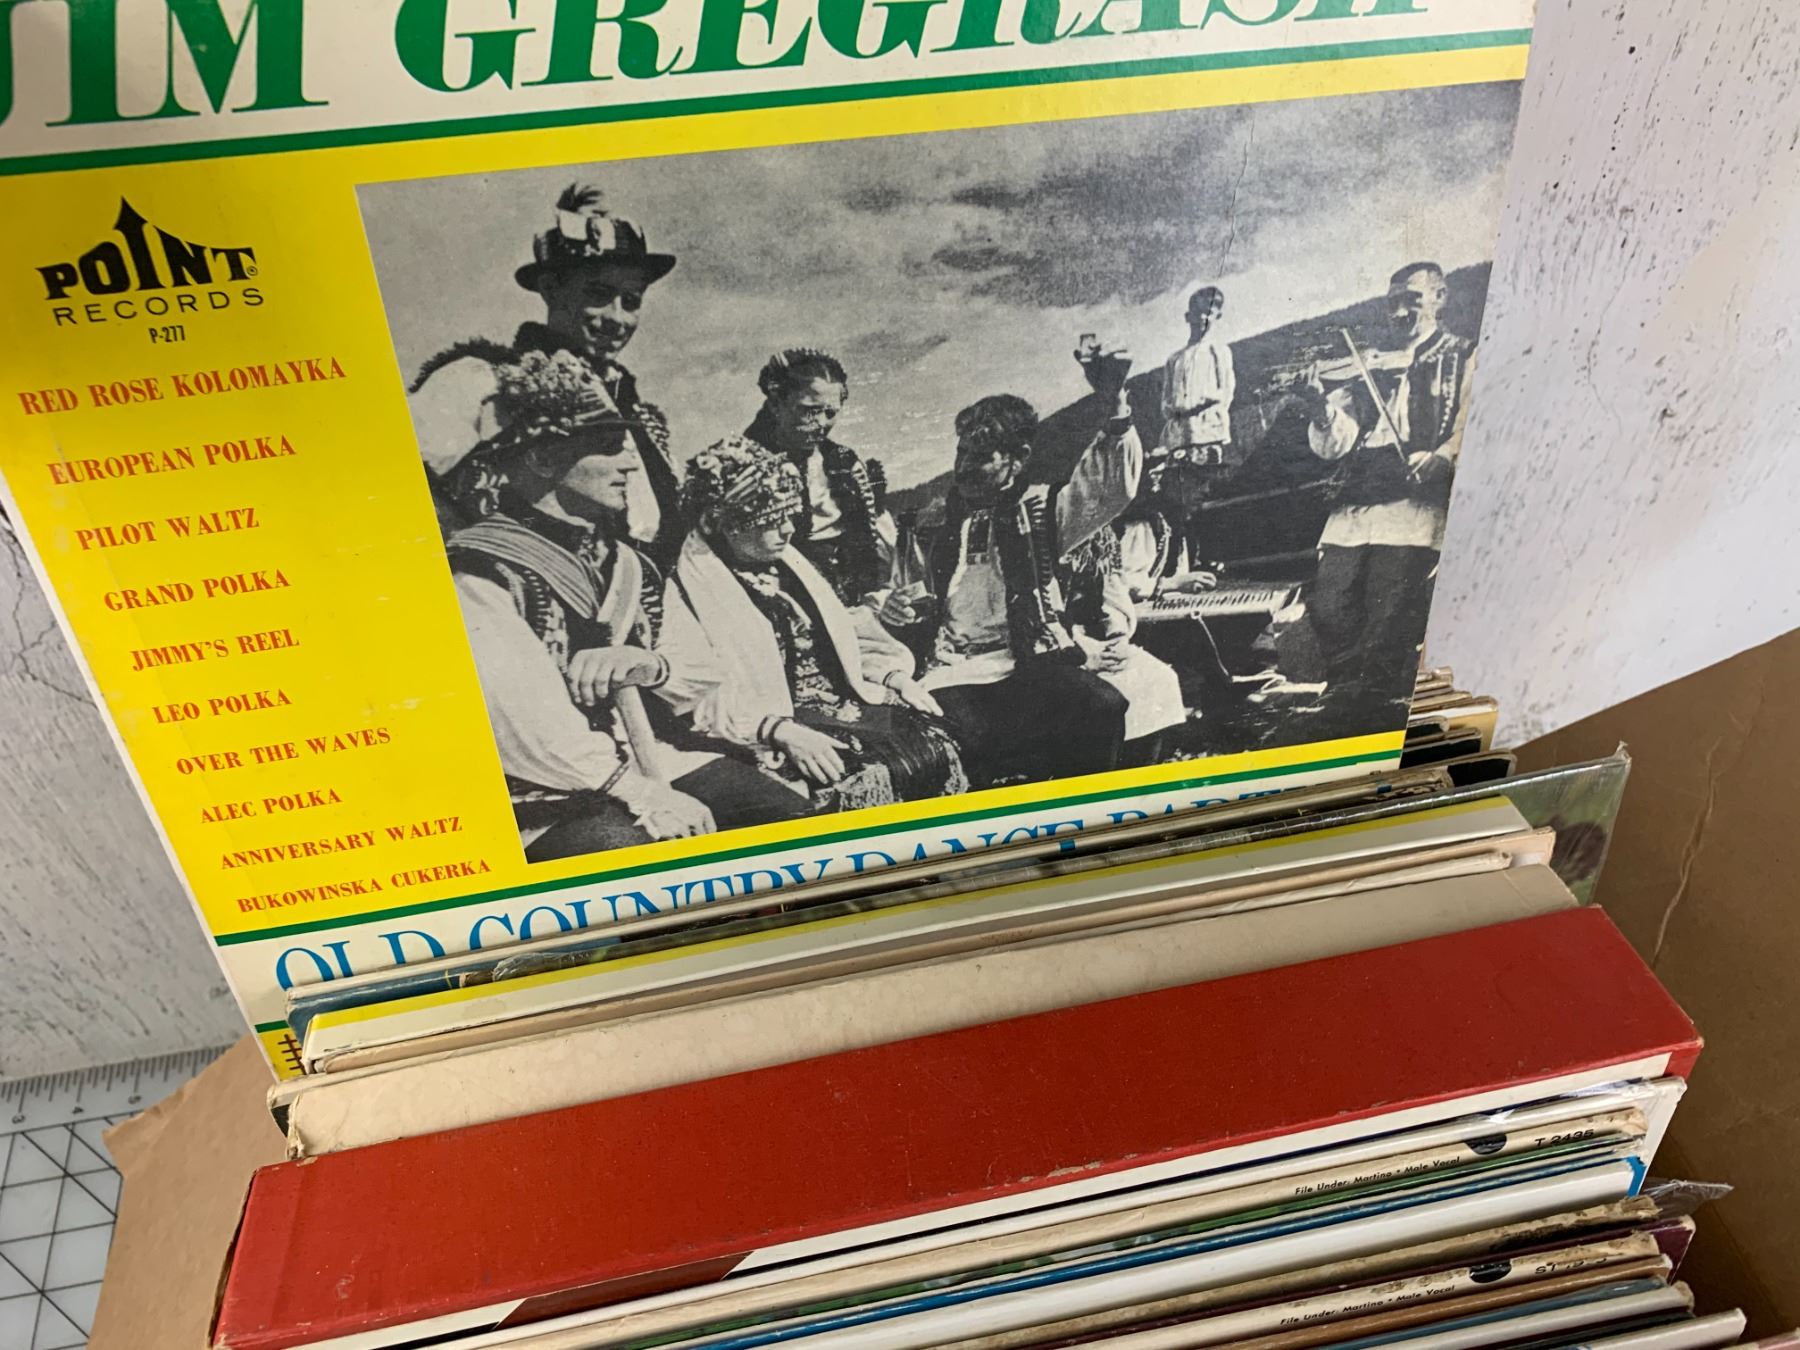 JIM GREGRASH
POINT
RECORDS
P-277
RED ROSE KOLOMAYKA
EUROPEAN POLKA
PILOT WALTZ
GRAND POLKA
JIMMY'S REEL
LEO POLKA
OVER THE WAVES
ALEC POLKA
ANNIVERSARY WALTZ
BUKOWINSKA CUKERKA
OLD COUNTRY DANCE PARTY
T 2435
File Under: Martino • Male Vocal
ST
File Under: Martino • Male Vocal